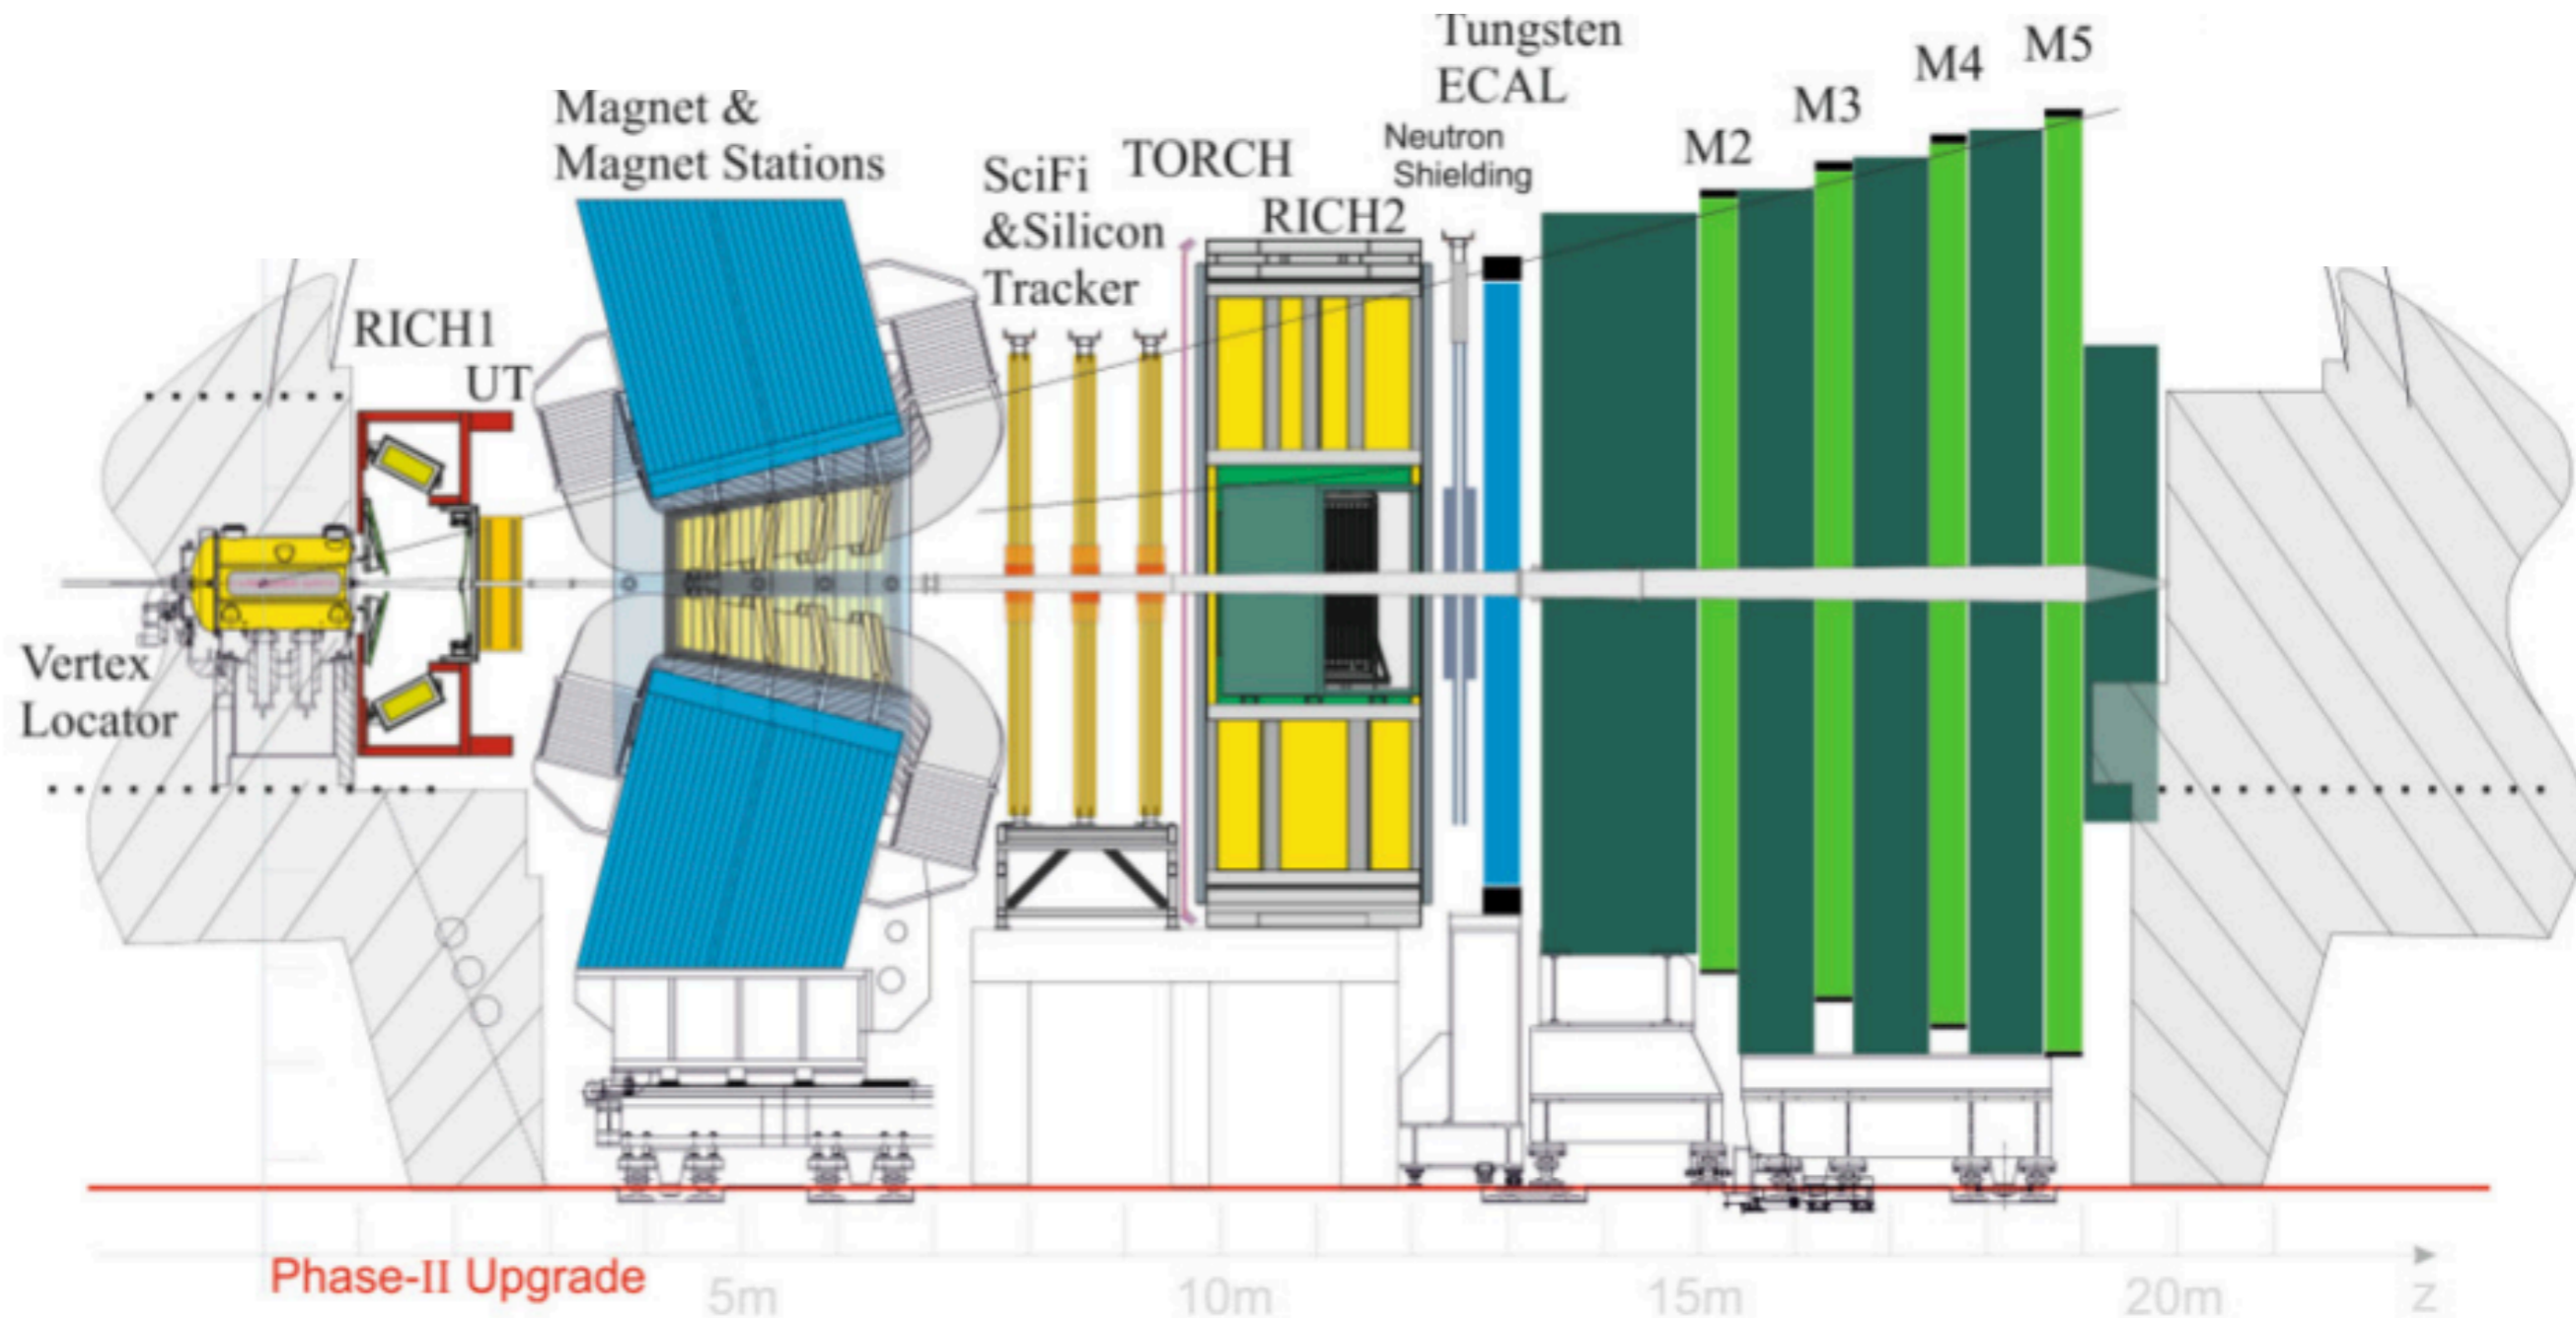 Tungsten
ECAL
M5
M4
M3
M2
Magnet &
Magnet Stations
Neutron
Shielding
SciFi
&Silicon
Tracker
TORCH
RICH2
RICH1
UT
Vertex
Locator
Phase-II Upgrade
5m
10m
15m
20m
z